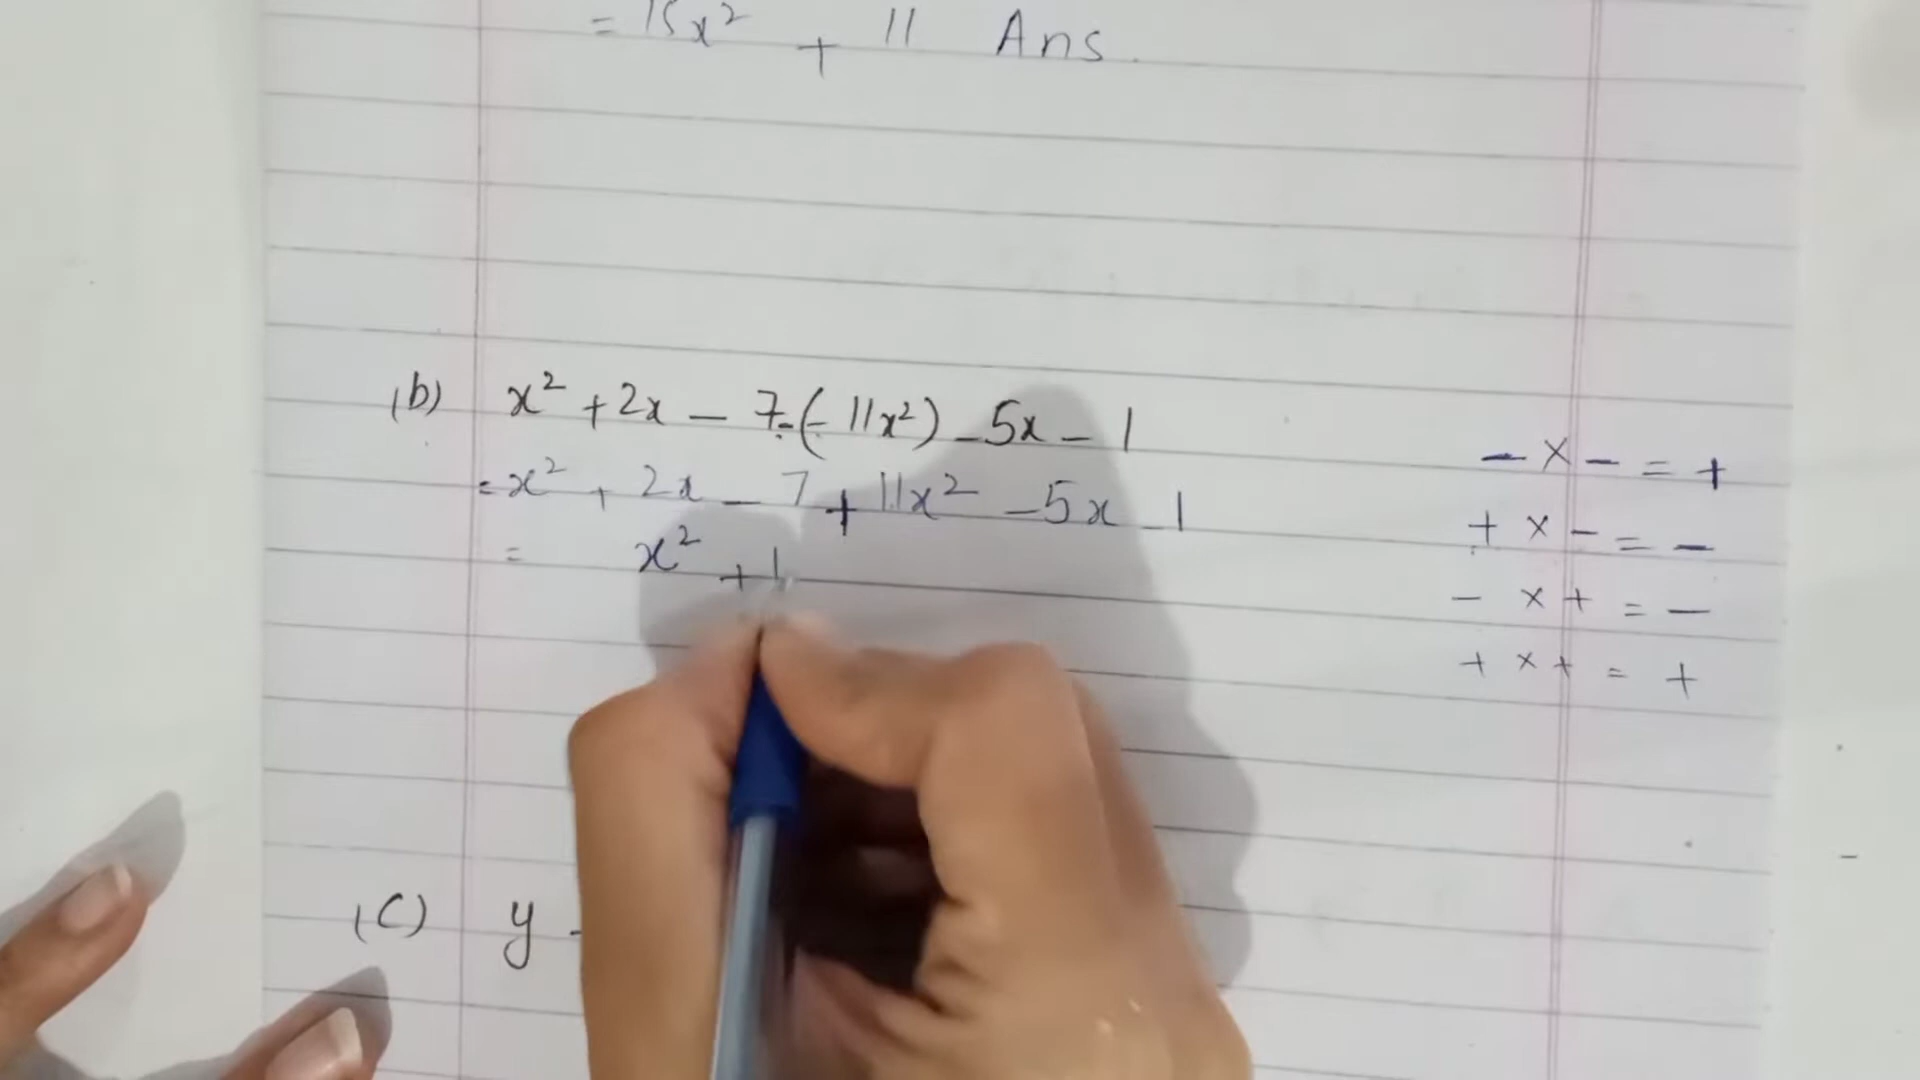 = 15x² + 11 Ans.
(b) x² + 2x - 7 - (- 11x²) - 5x - 1
= x² + 2x - 7 + 11x² - 5x - 1
= x² + 1
- × - = +
+ × - = -
- × + = -
+ × + = +
(C) y -